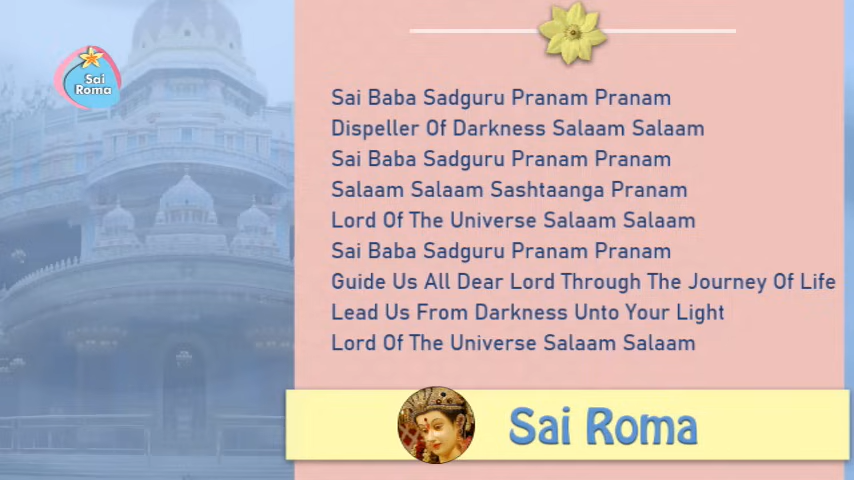 Sai
Roma
Sai Baba Sadguru Pranam Pranam
Dispeller Of Darkness Salaam Salaam
Sai Baba Sadguru Pranam Pranam
Salaam Salaam Sashtaanga Pranam
Lord Of The Universe Salaam Salaam
Sai Baba Sadguru Pranam Pranam
Guide Us All Dear Lord Through The Journey Of Life
Lead Us From Darkness Unto Your Light
Lord Of The Universe Salaam Salaam
Sai Roma